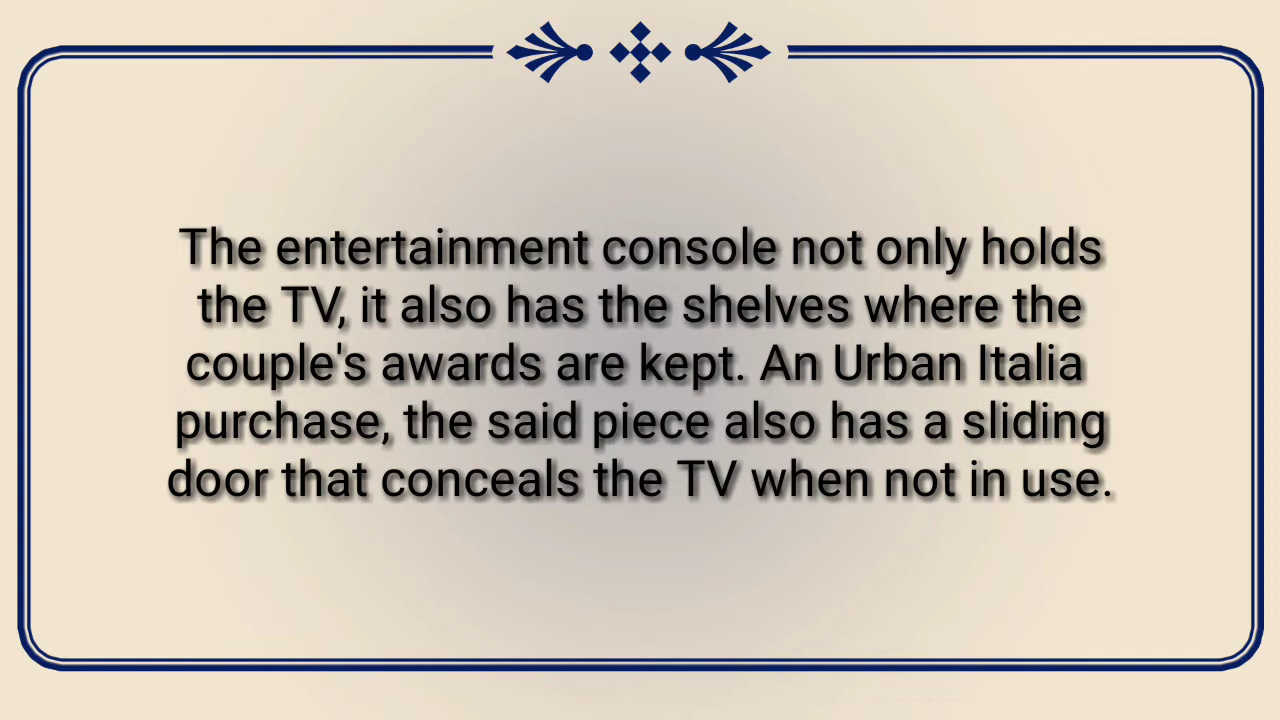 The entertainment console not only holds
the TV, it also has the shelves where the
couple's awards are kept. An Urban Italia
purchase, the said piece also has a sliding
door that conceals the TV when not in use.